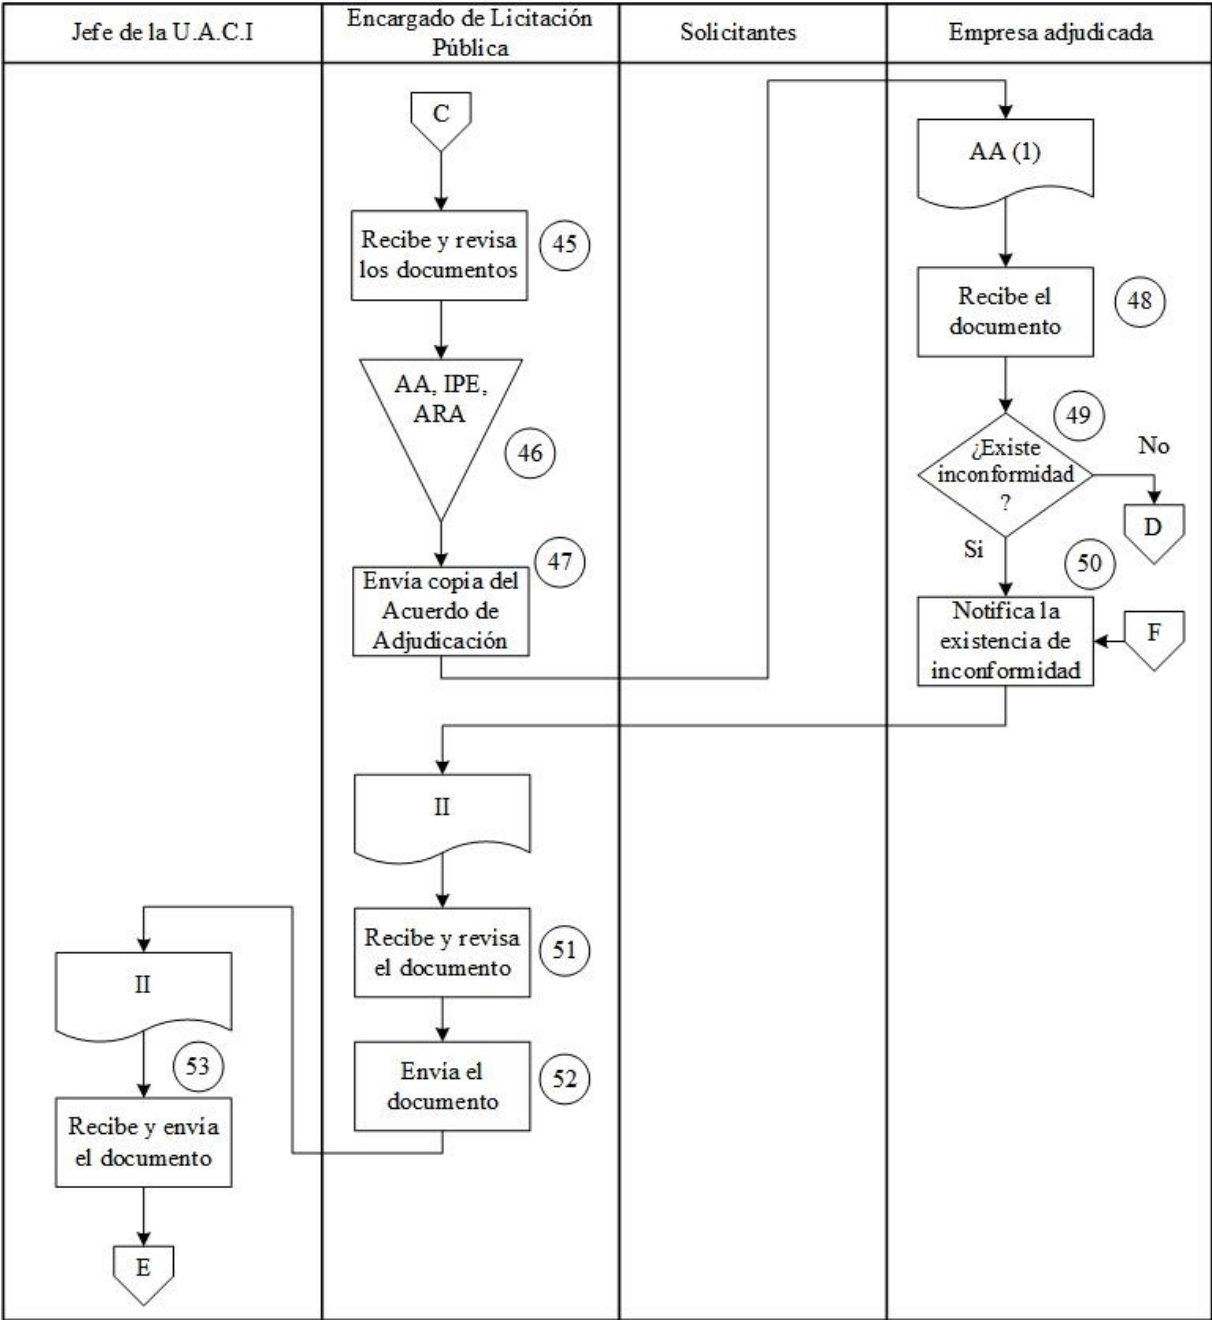 Jefe de la U.A.C.I
Encargado de Licitación
Pública
Solicitantes
Empresa adjudicada
C
Recibe y revisa
los documentos
45
AA, IPE,
ARA
46
47
Envía copia del
Acuerdo de
Adjudicación
AA (1)
Recibe el
documento
48
49
¿Existe
inconformidad
?
No
D
Si
50
Notifica la
existencia de
inconformidad
F
II
Recibe y revisa
el documento
51
Envía el
documento
52
II
53
Recibe y envía
el documento
E